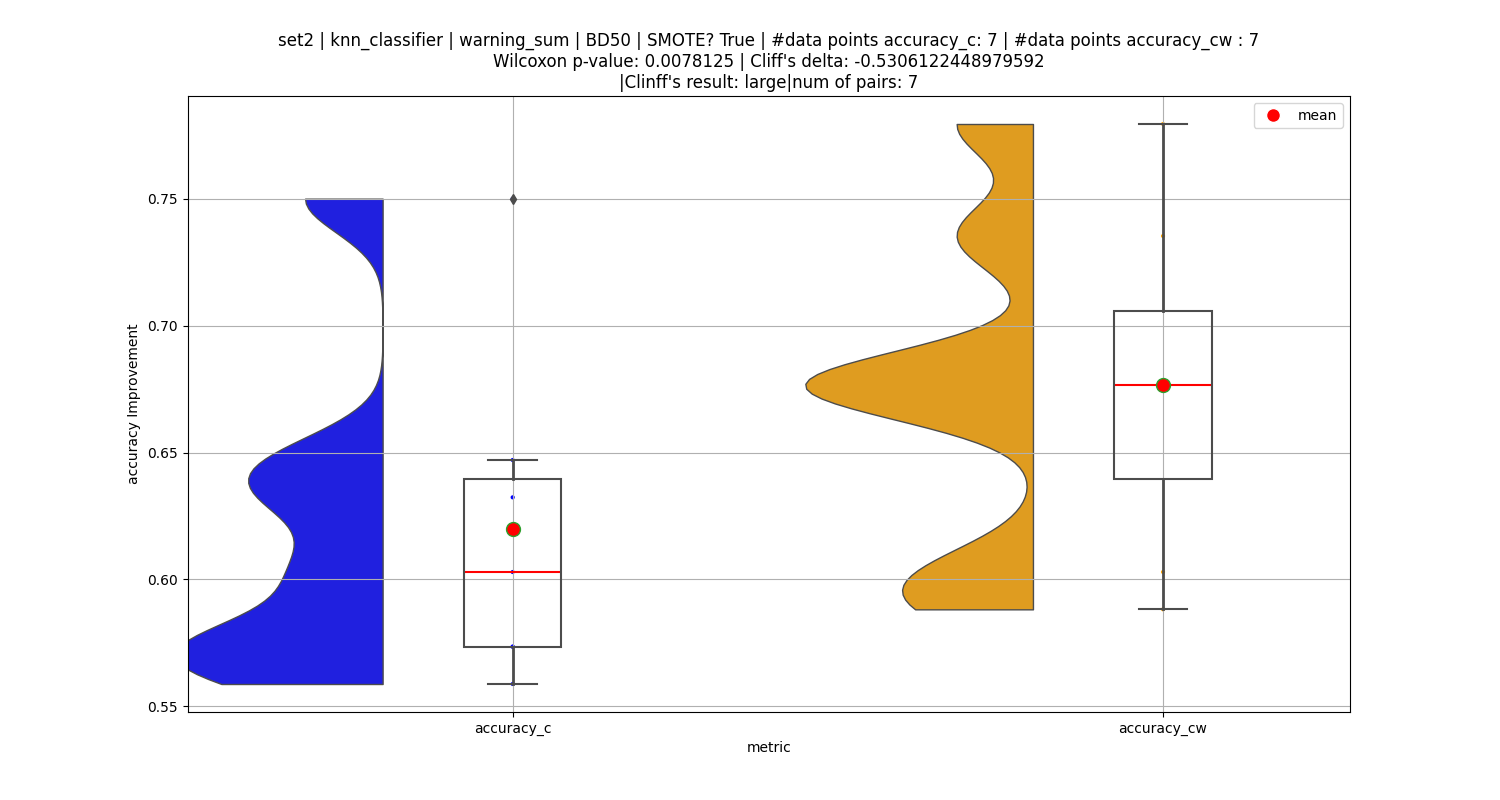 set2 | knn_classifier | warning_sum | BD50 | SMOTE? True | #data points accuracy_c: 7 | #data points accuracy_cw : 7
Wilcoxon p-value: 0.0078125 | Cliff's delta: -0.5306122448979592
|Clinff's result: large|num of pairs: 7
mean
0.75
0.70
0.65
0.60
0.55
accuracy Improvement
accuracy_c
accuracy_cw
metric